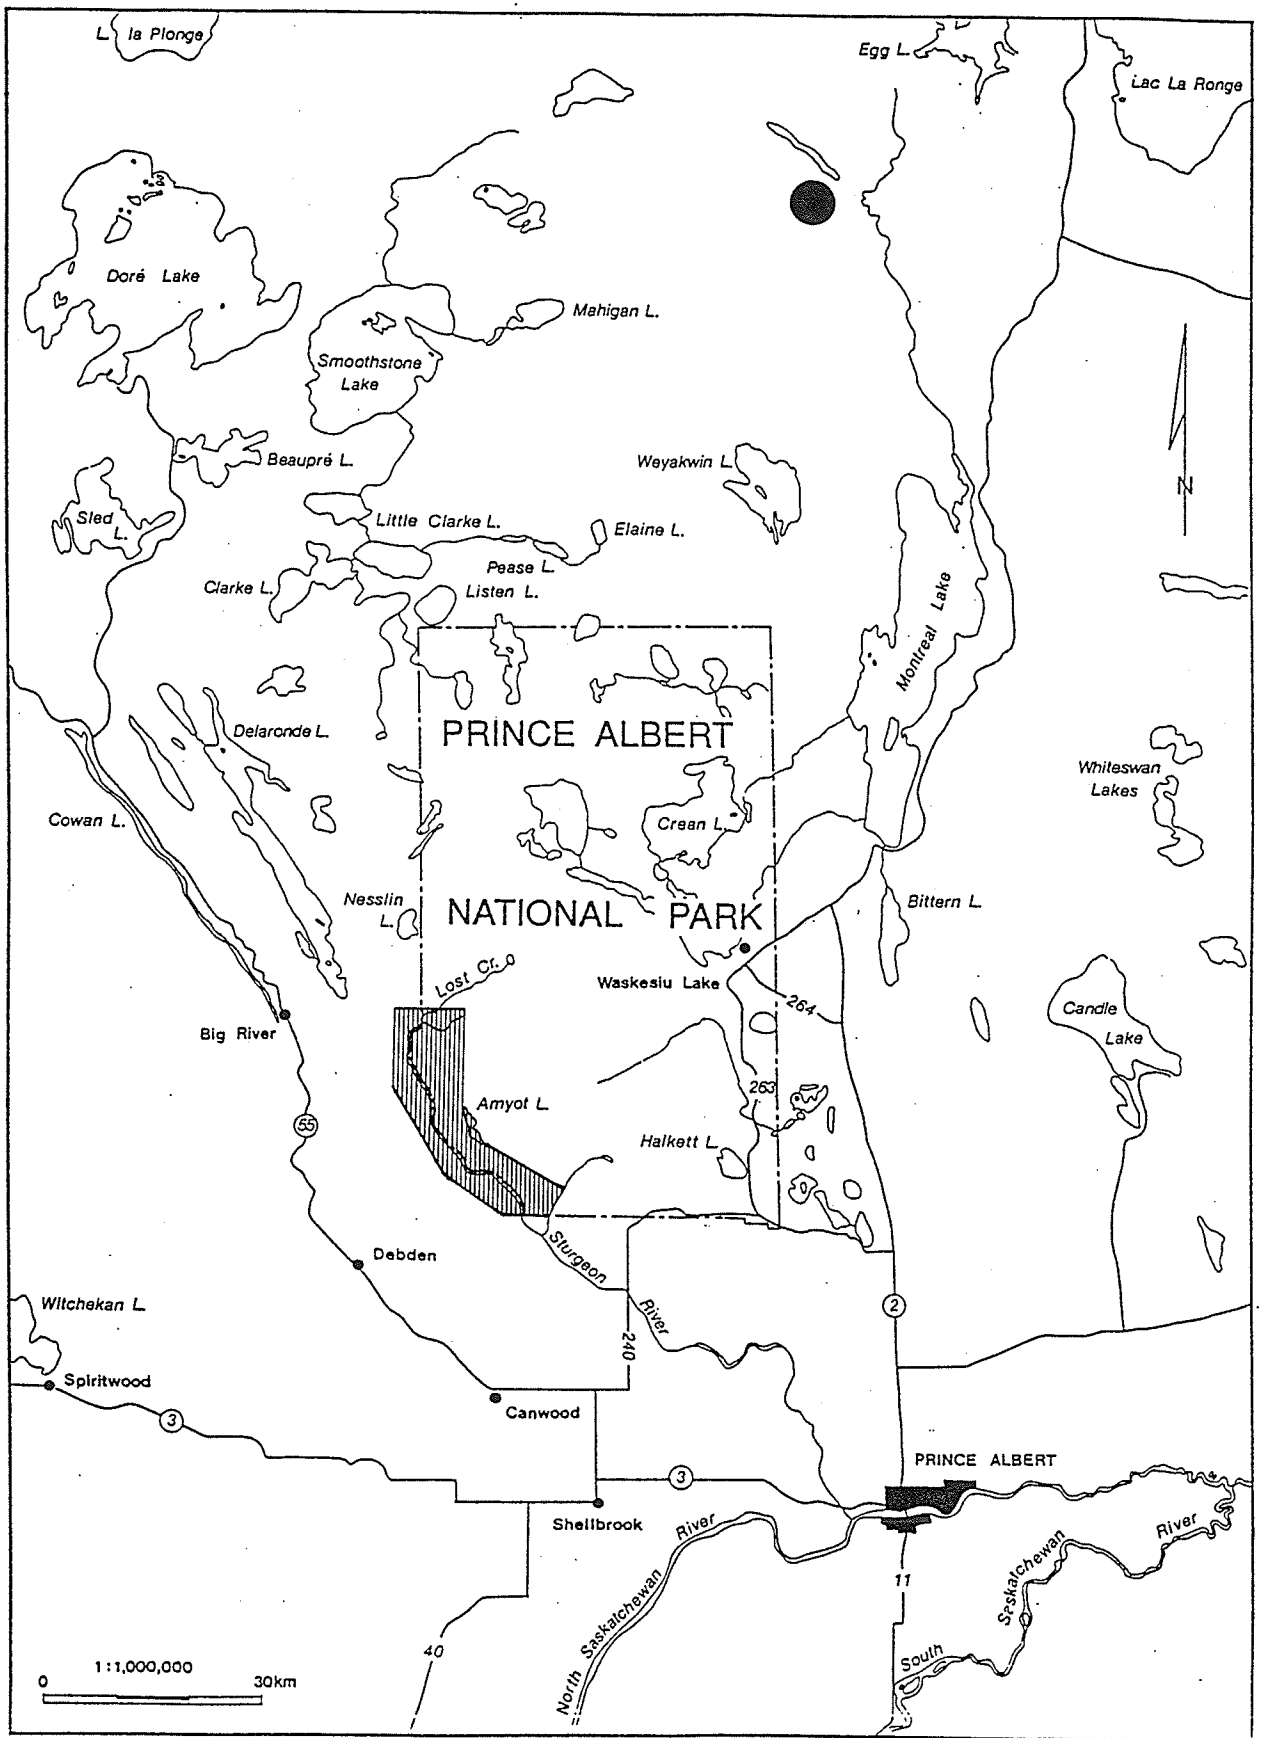 L. la Plonge
Egg L.
Lac La Ronge
Doré Lake
Mahigan L.
Smoothstone
Lake
Beaupré L.
Weyakwin L.
Sled
L.
Little Clarke L.
Elaine L.
Pease L.
Clarke L.
Listen L.
N
Montreal Lake
Delaronde L.
PRINCE ALBERT
Whiteswan
Lakes
Cowan L.
Crean L.
Nesslin
L.
NATIONAL PARK
Bittern L.
Lost Cr.
Waskesiu Lake
264
Candle
Lake
Big River
263
Amyot L.
55
Halkett L.
Sturgeon
River
Debden
Witchekan L.
2
240
Spiritwood
Canwood
3
PRINCE ALBERT
3
Shellbrook
North Saskatchewan River
11
South Saskatchewan River
40
1:1,000,000
0 30km